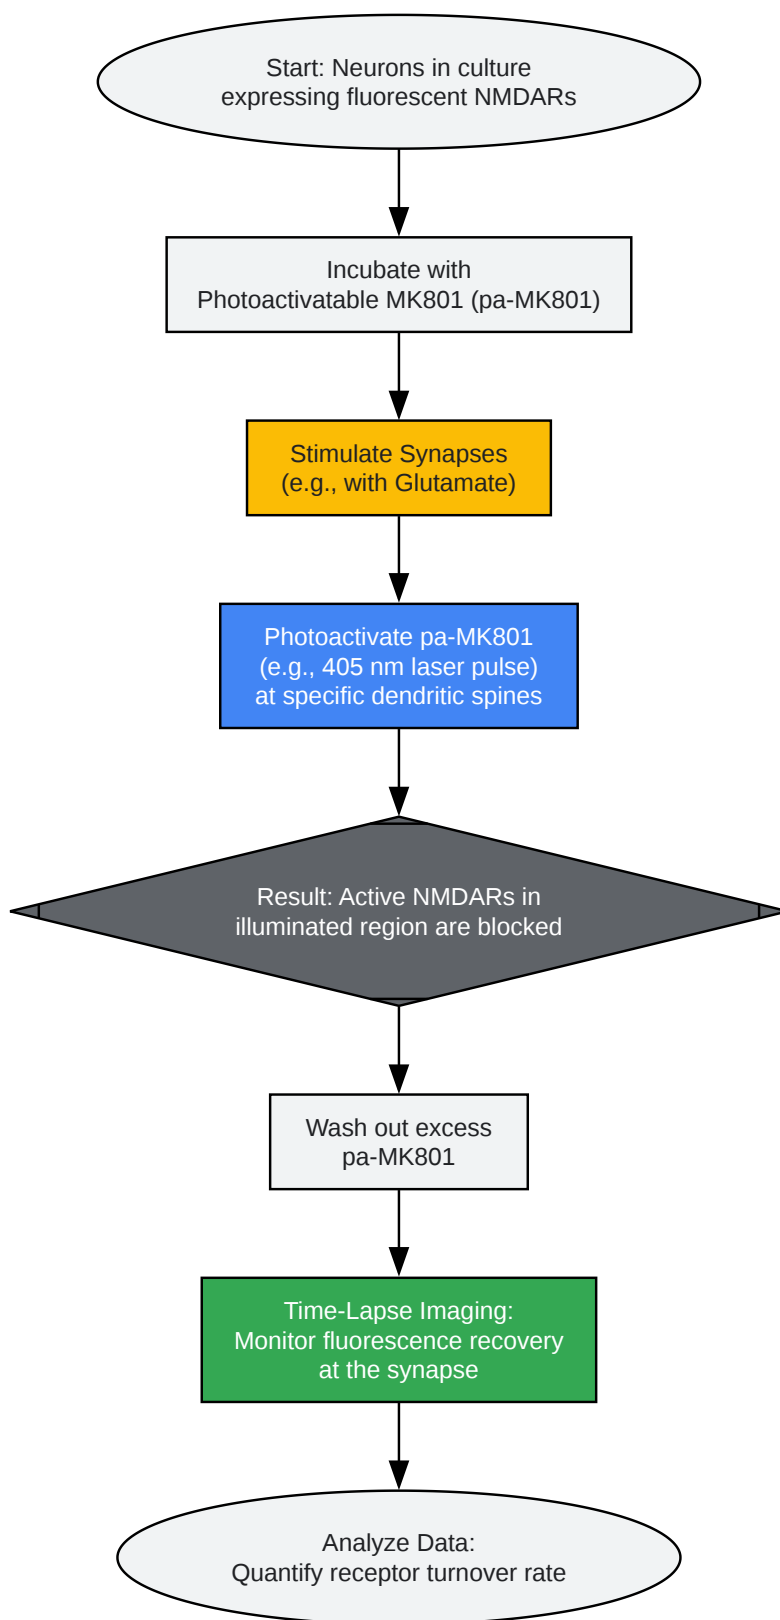 Start: Neurons in culture
expressing fluorescent NMDARs
Incubate with
Photoactivatable MK801 (pa-MK801)
Stimulate Synapses
(e.g., with Glutamate)
Photoactivate pa-MK801
(e.g., 405 nm laser pulse)
at specific dendritic spines
Result: Active NMDARs in
illuminated region are blocked
Wash out excess
pa-MK801
Time-Lapse Imaging:
Monitor fluorescence recovery
at the synapse
Analyze Data:
Quantify receptor turnover rate